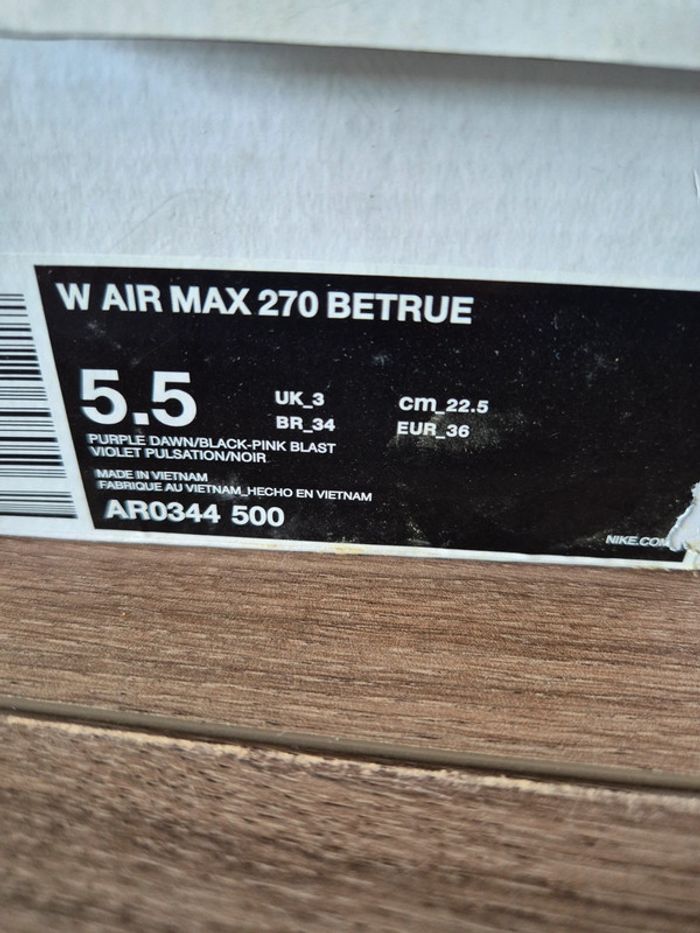 W AIR MAX 270 BETRUE
5.5
UK_3
cm_22.5
BR_34
EUR_36
PURPLE DAWN/BLACK-PINK BLAST
VIOLET PULSATION/NOIR
MADE IN VIETNAM
FABRIQUE AU VIETNAM_HECHO EN VIETNAM
AR0344 500
NIKE.COM